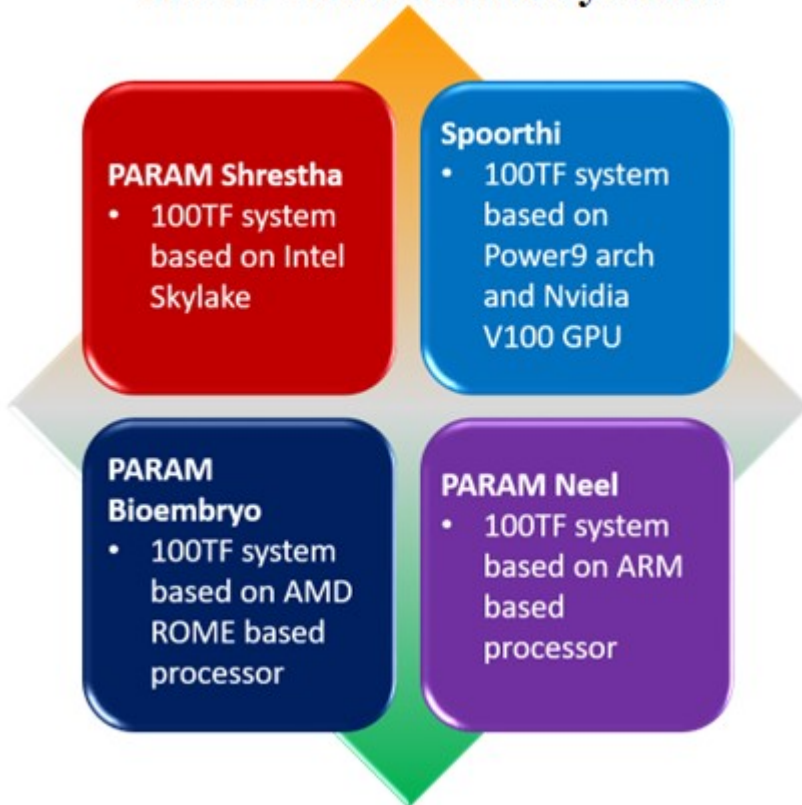 PARAM Shrestha
• 100TF system
based on Intel
Skylake
Spoorthi
• 100TF system
based on
Power9 arch
and Nvidia
V100 GPU
PARAM
Bioembryo
• 100TF system
based on AMD
ROME based
processor
PARAM Neel
• 100TF system
based on ARM
based
processor